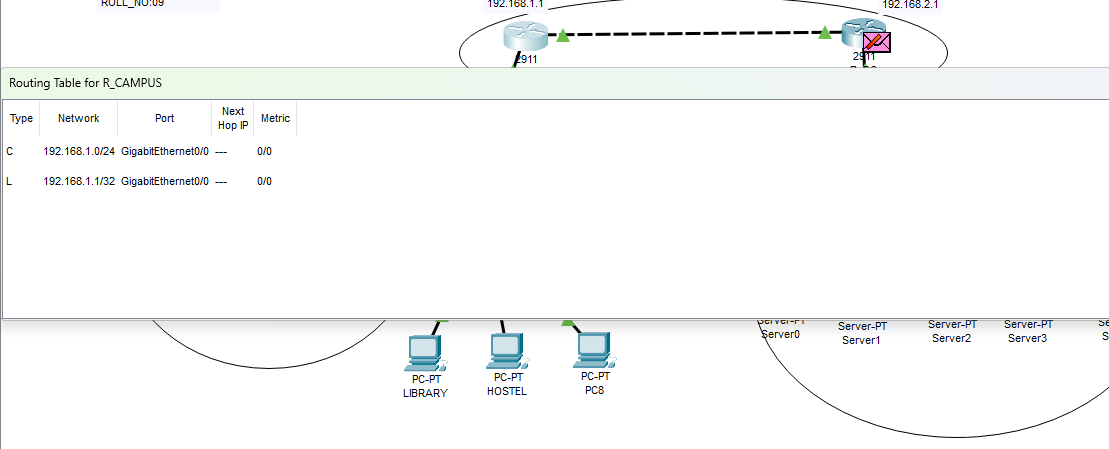 ROLL_NO:09
192.168.1.1
192.168.2.1
2911
2911
Routing Table for R_CAMPUS
Type Network Port Next Hop IP Metric
C 192.168.1.0/24 GigabitEthernet0/0 --- 0/0
L 192.168.1.1/32 GigabitEthernet0/0 --- 0/0
Server-PT
Server0
Server-PT
Server1
Server-PT
Server2
Server-PT
Server3
PC-PT
LIBRARY
PC-PT
HOSTEL
PC-PT
PC8